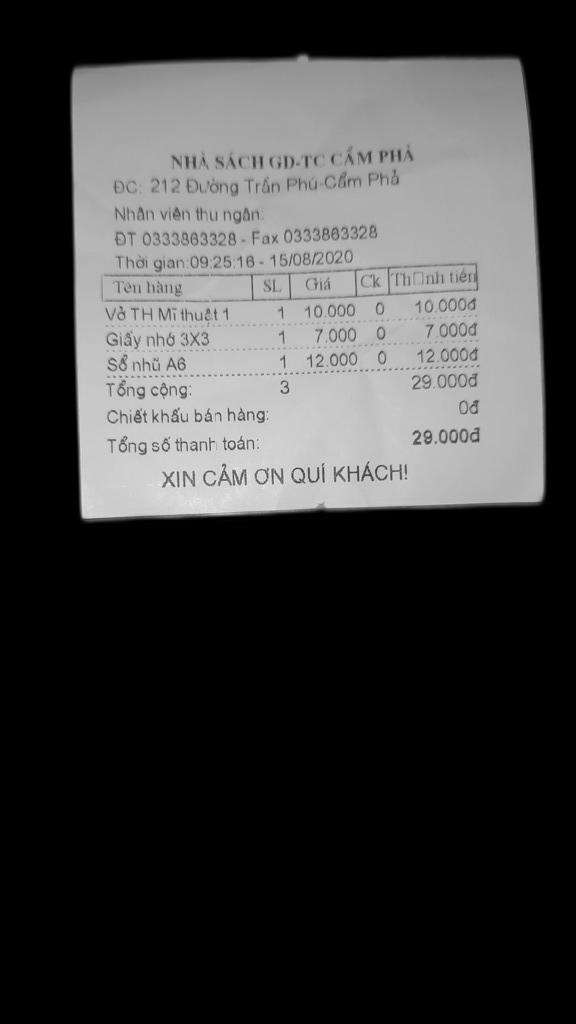 NHÀ SÁCH GD-TC CẨM PHẢ
ĐC: 212 Đường Trần Phú-Cẩm Phả
Nhân viên thu ngân:
ĐT 0333863328 - Fax 0333863328
Thời gian:09:25:16 - 15/08/2020
Tên hàng SL Giá Ck Th□nh tiền
Vở TH Mĩ thuật 1 1 10.000 0 10.000đ
Giấy nhớ 3X3 1 7.000 0 7.000đ
Sổ nhũ A6 1 12.000 0 12.000đ
Tổng cộng: 3 29.000đ
Chiết khấu bán hàng: 0đ
Tổng số thanh toán: 29.000đ
XIN CẢM ƠN QUÍ KHÁCH!